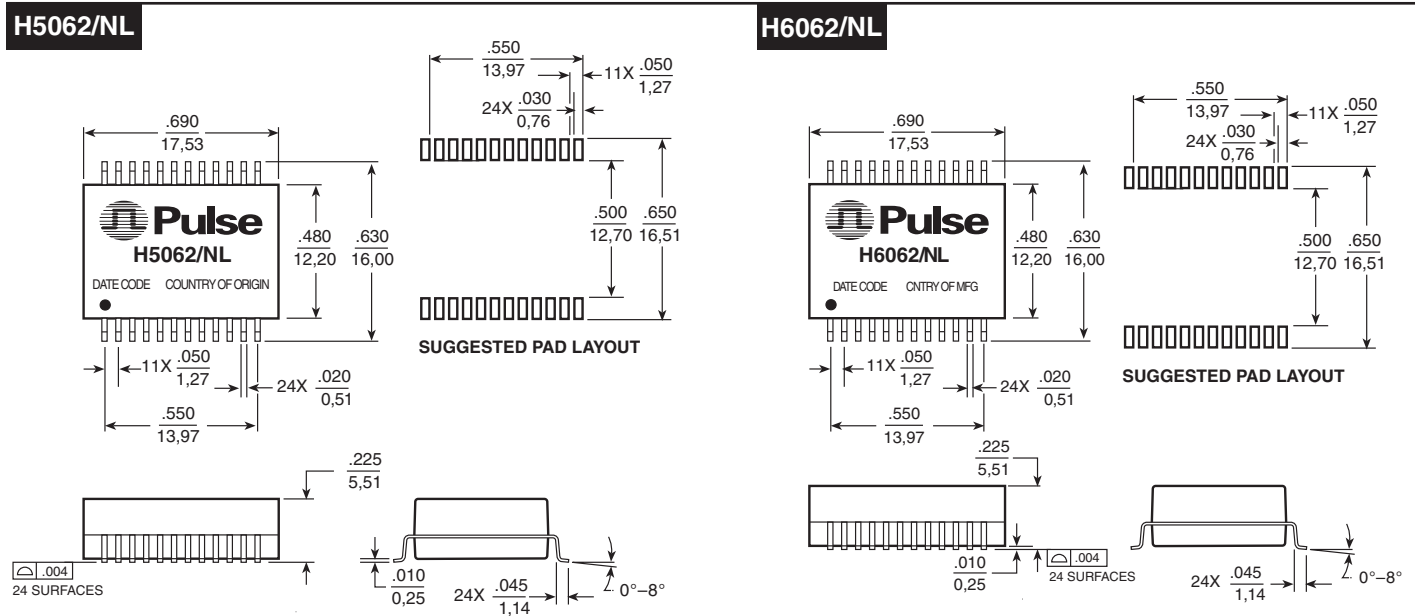 H5062/NL
.550
13,97
11X .050
1,27
24X .030
0,76
.690
17,53
Pulse
H5062/NL
DATE CODE COUNTRY OF ORIGIN
.480
12,20
.630
16,00
.500
12,70
.650
16,51
SUGGESTED PAD LAYOUT
11X .050
1,27
24X .020
0,51
.550
13,97
.225
5,51
.004
24 SURFACES
.010
0,25
24X .045
1,14
0°–8°
H6062/NL
.550
13,97
11X .050
1,27
24X .030
0,76
.690
17,53
Pulse
H6062/NL
DATE CODE CNTRY OF MFG
.480
12,20
.630
16,00
.500
12,70
.650
16,51
SUGGESTED PAD LAYOUT
11X .050
1,27
24X .020
0,51
.550
13,97
.225
5,51
.010
0,25
.004
24 SURFACES
24X .045
1,14
0°–8°